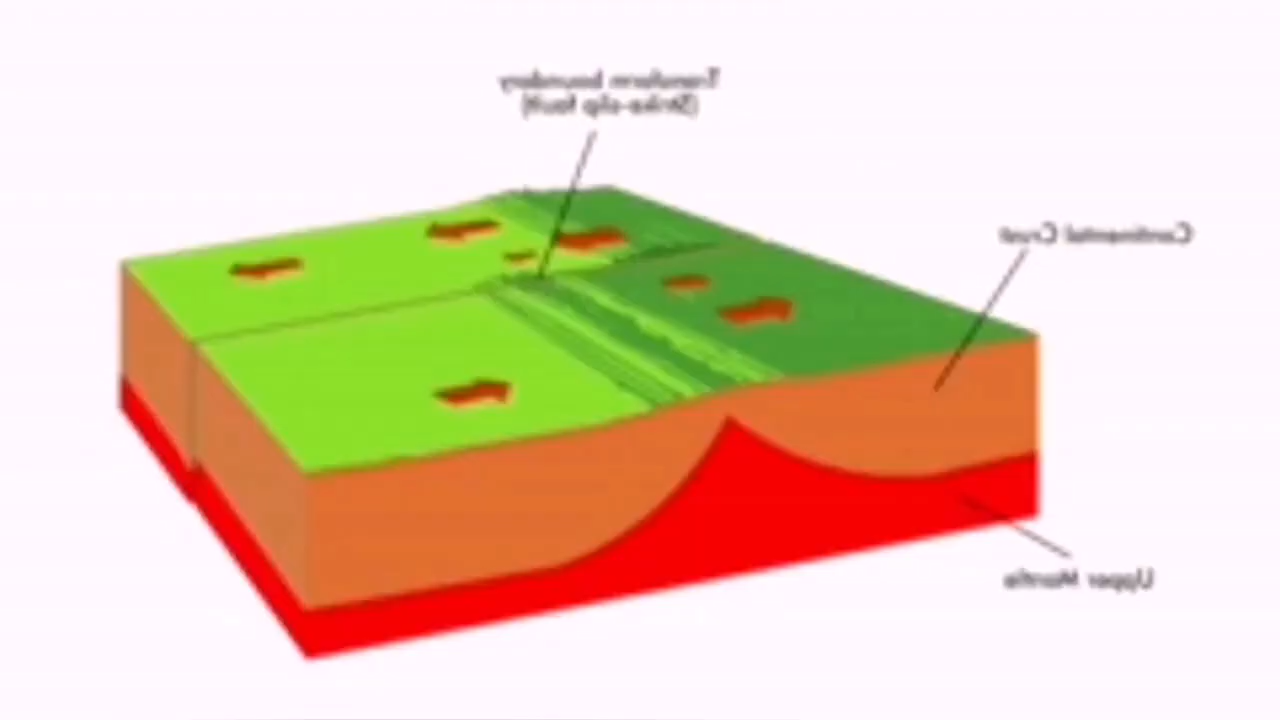 Transform boundary
(Strike-slip fault)
Continental Crust
Upper Mantle